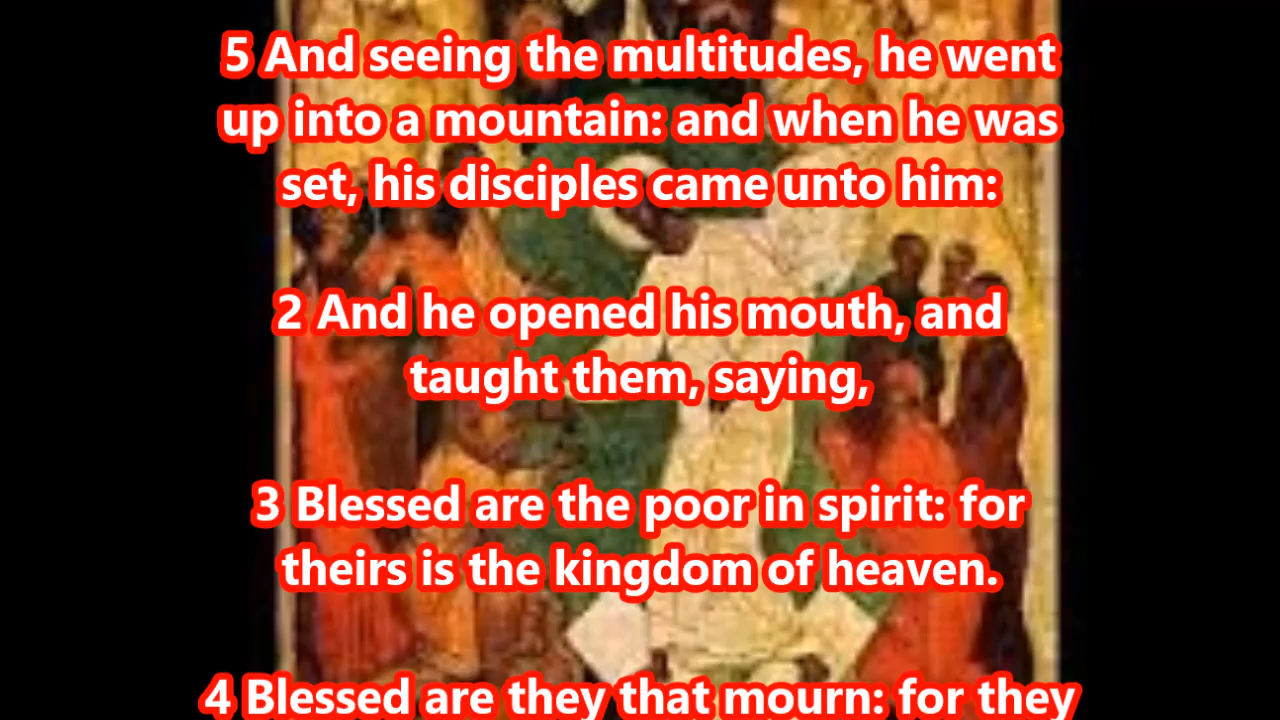 5 And seeing the multitudes, he went
up into a mountain: and when he was
set, his disciples came unto him:
2 And he opened his mouth, and
taught them, saying,
3 Blessed are the poor in spirit: for
theirs is the kingdom of heaven.
4 Blessed are they that mourn: for they